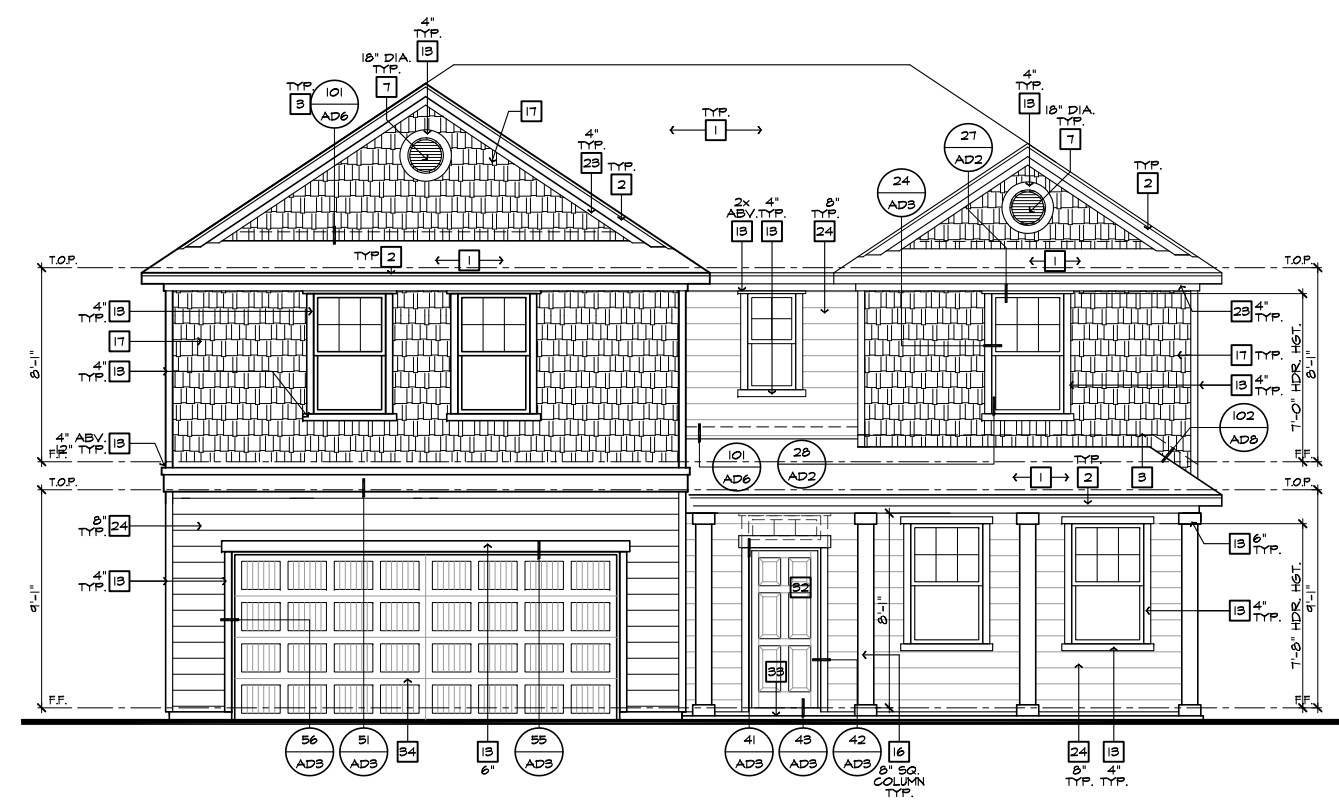 4"
TYP.
13
18" DIA.
TYP.
7
TYP.
3
101
AD6
17
4"
23
TYP.
2
TYP.
1
4"
TYP.
13
18" DIA.
TYP.
7
27
AD2
24
AD3
TYP.
2
2x
ABV.
13
4"
TYP.
13
8"
TYP.
24
TYP.
2
1
1
T.O.P.
T.O.P.
4"
TYP.
13
17
4"
TYP.
13
8'-1"
4" ABV.
12" TYP.
13
F.F.
23
4"
TYP.
17
TYP.
13
4"
TYP.
7'-0" HDR. HGT.
8'-1"
102
AD8
F.F.
101
AD6
28
AD2
1
TYP.
2
3
T.O.P.
T.O.P.
8"
TYP.
24
4"
TYP.
13
9'-1"
32
33
8'-1"
13
6"
TYP.
13
4"
TYP.
7'-8" HDR. HGT.
9'-1"
F.F.
F.F.
56
AD3
51
AD3
34
13
6"
55
AD3
41
AD3
43
AD3
42
AD3
16
8" SQ.
COLUMN
TYP.
24
8"
TYP.
13
4"
TYP.